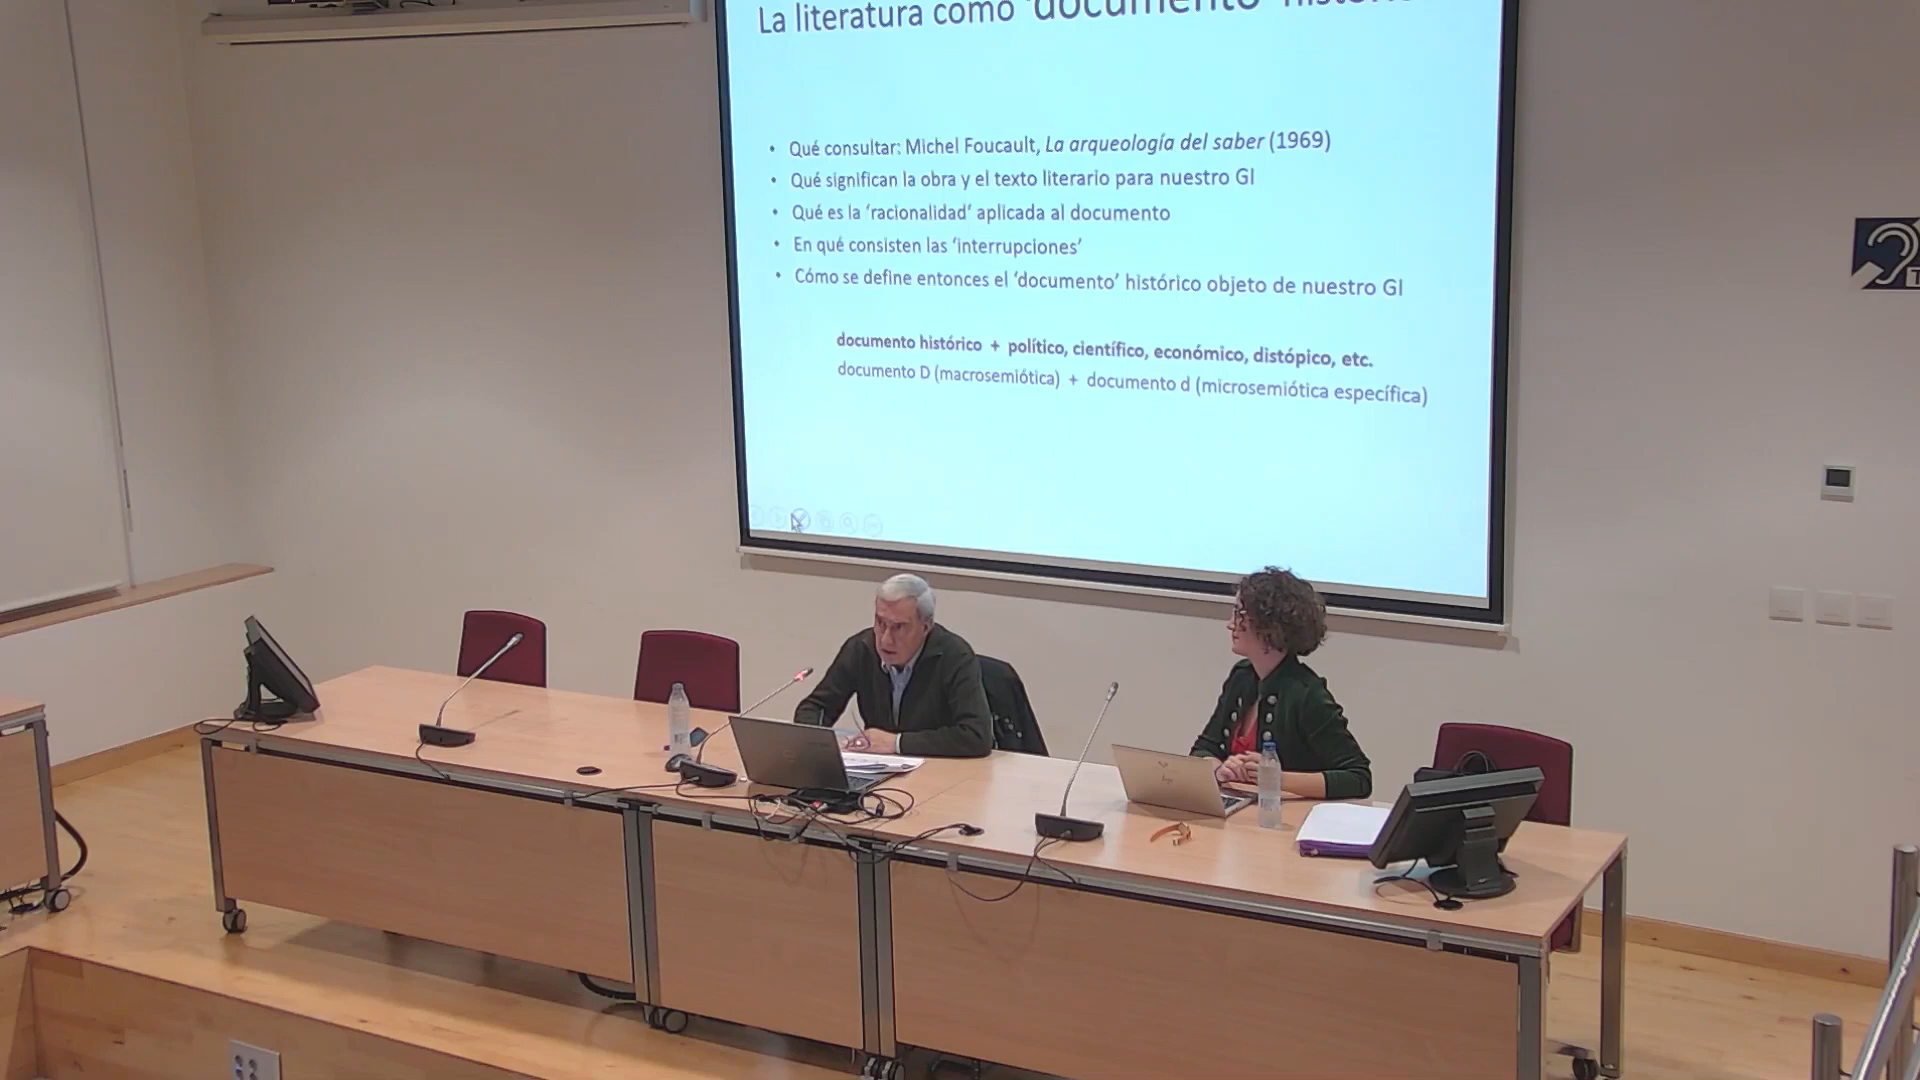 La literatura como 'documento' históric
• Qué consultar: Michel Foucault, La arqueología del saber (1969)
• Qué significan la obra y el texto literario para nuestro GI
• Qué es la 'racionalidad' aplicada al documento
• En qué consisten las 'interrupciones'
• Cómo se define entonces el 'documento' histórico objeto de nuestro GI
documento histórico + político, científico, económico, distópico, etc.
documento D (macrosemiótica) + documento d (microsemiótica específica)
T